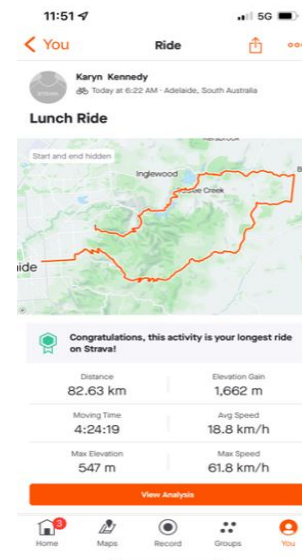 11:51
5G
You
Ride
Karyn Kennedy
Today at 6:22 AM · Adelaide, South Australia
Lunch Ride
Start and end hidden
Inglewood
Creek
ide
B
Congratulations, this activity is your longest ride
on Strava!
Distance
Elevation Gain
82.63 km
1,662 m
Moving Time
Avg Speed
4:24:19
18.8 km/h
Max Elevation
Max Speed
547 m
61.8 km/h
View Analysis
3
Home
Maps
Record
Groups
You